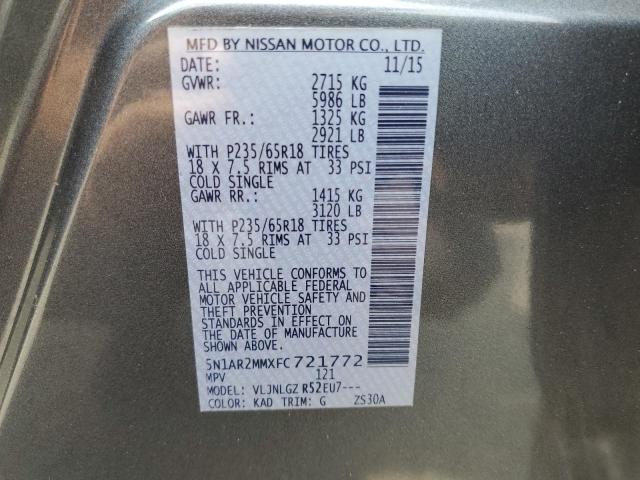 MFD BY NISSAN MOTOR CO., LTD.
DATE: 11/15
GVWR: 2715 KG
5986 LB
GAWR FR.: 1325 KG
2921 LB
WITH P235/65R18 TIRES
18 X 7.5 RIMS AT 33 PSI
COLD SINGLE
GAWR RR.: 1415 KG
3120 LB
WITH P235/65R18 TIRES
18 X 7.5 RIMS AT 33 PSI
COLD SINGLE
THIS VEHICLE CONFORMS TO
ALL APPLICABLE FEDERAL
MOTOR VEHICLE SAFETY AND
THEFT PREVENTION
STANDARDS IN EFFECT ON
THE DATE OF MANUFACTURE
SHOWN ABOVE.
5N1AR2MMXFC721772
MPV 121
MODEL: VLJNLGZ R52EU7---
COLOR: KAD TRIM: G ZS30A